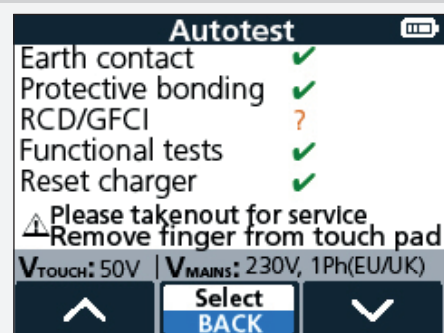 Autotest
Earth contact ✔
Protective bonding ✔
RCD/GFCI ?
Functional tests ✔
Reset charger ✔
⚠Please takenout for service
Remove finger from touch pad
VTOUCH: 50V | VMAINS: 230V, 1Ph(EU/UK)
Select
BACK